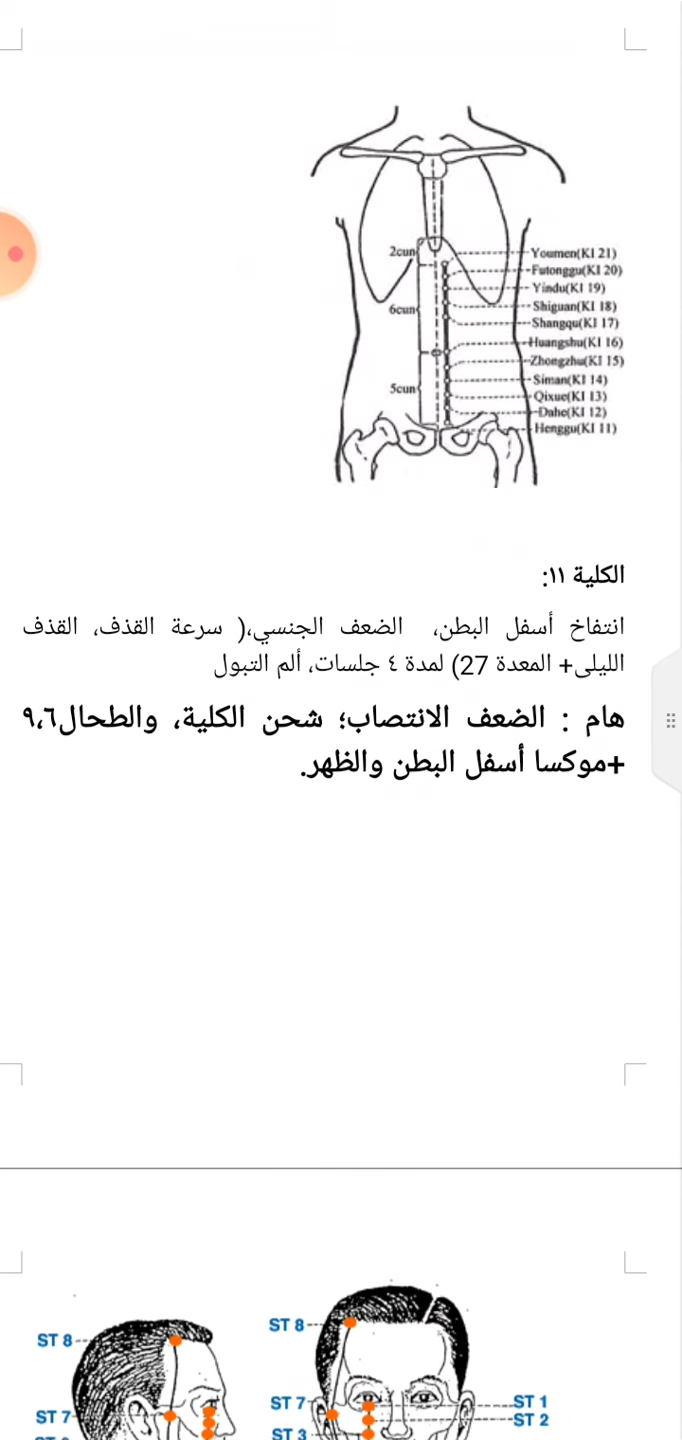 2cun
6cun
5cun
Youmen(KI 21)
Futonggu(KI 20)
Yindu(KI 19)
Shiguan(KI 18)
Shangqu(KI 17)
Huangshu(KI 16)
Zhongzhu(KI 15)
Siman(KI 14)
Qixue(KI 13)
Dahe(KI 12)
Henggu(KI 11)
الكلية ١١:
انتفاخ أسفل البطن، الضعف الجنسي،( سرعة القذف، القذف
الليلى+ المعدة 27) لمدة ٤ جلسات، ألم التبول
هام : الضعف الانتصاب؛ شحن الكلية، والطحال٩،٦
+موكسا أسفل البطن والظهر.
ST 8
ST 7
ST 8
ST 7
ST 3
ST 1
ST 2